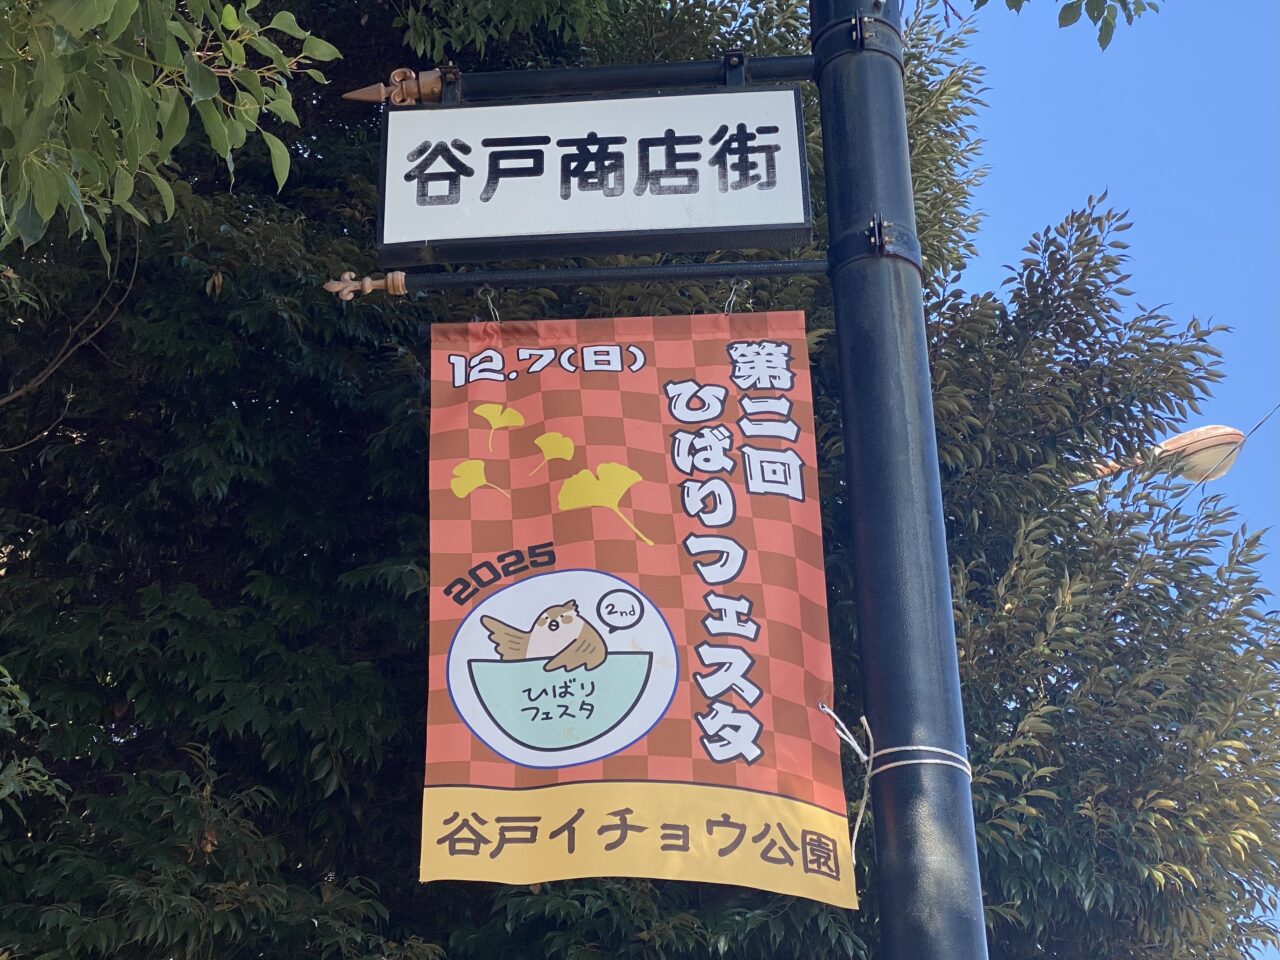 谷戸商店街
12.7(日)
第二回
ひばりフェスタ
2025
2nd
ひばり
フェスタ
谷戸イチョウ公園